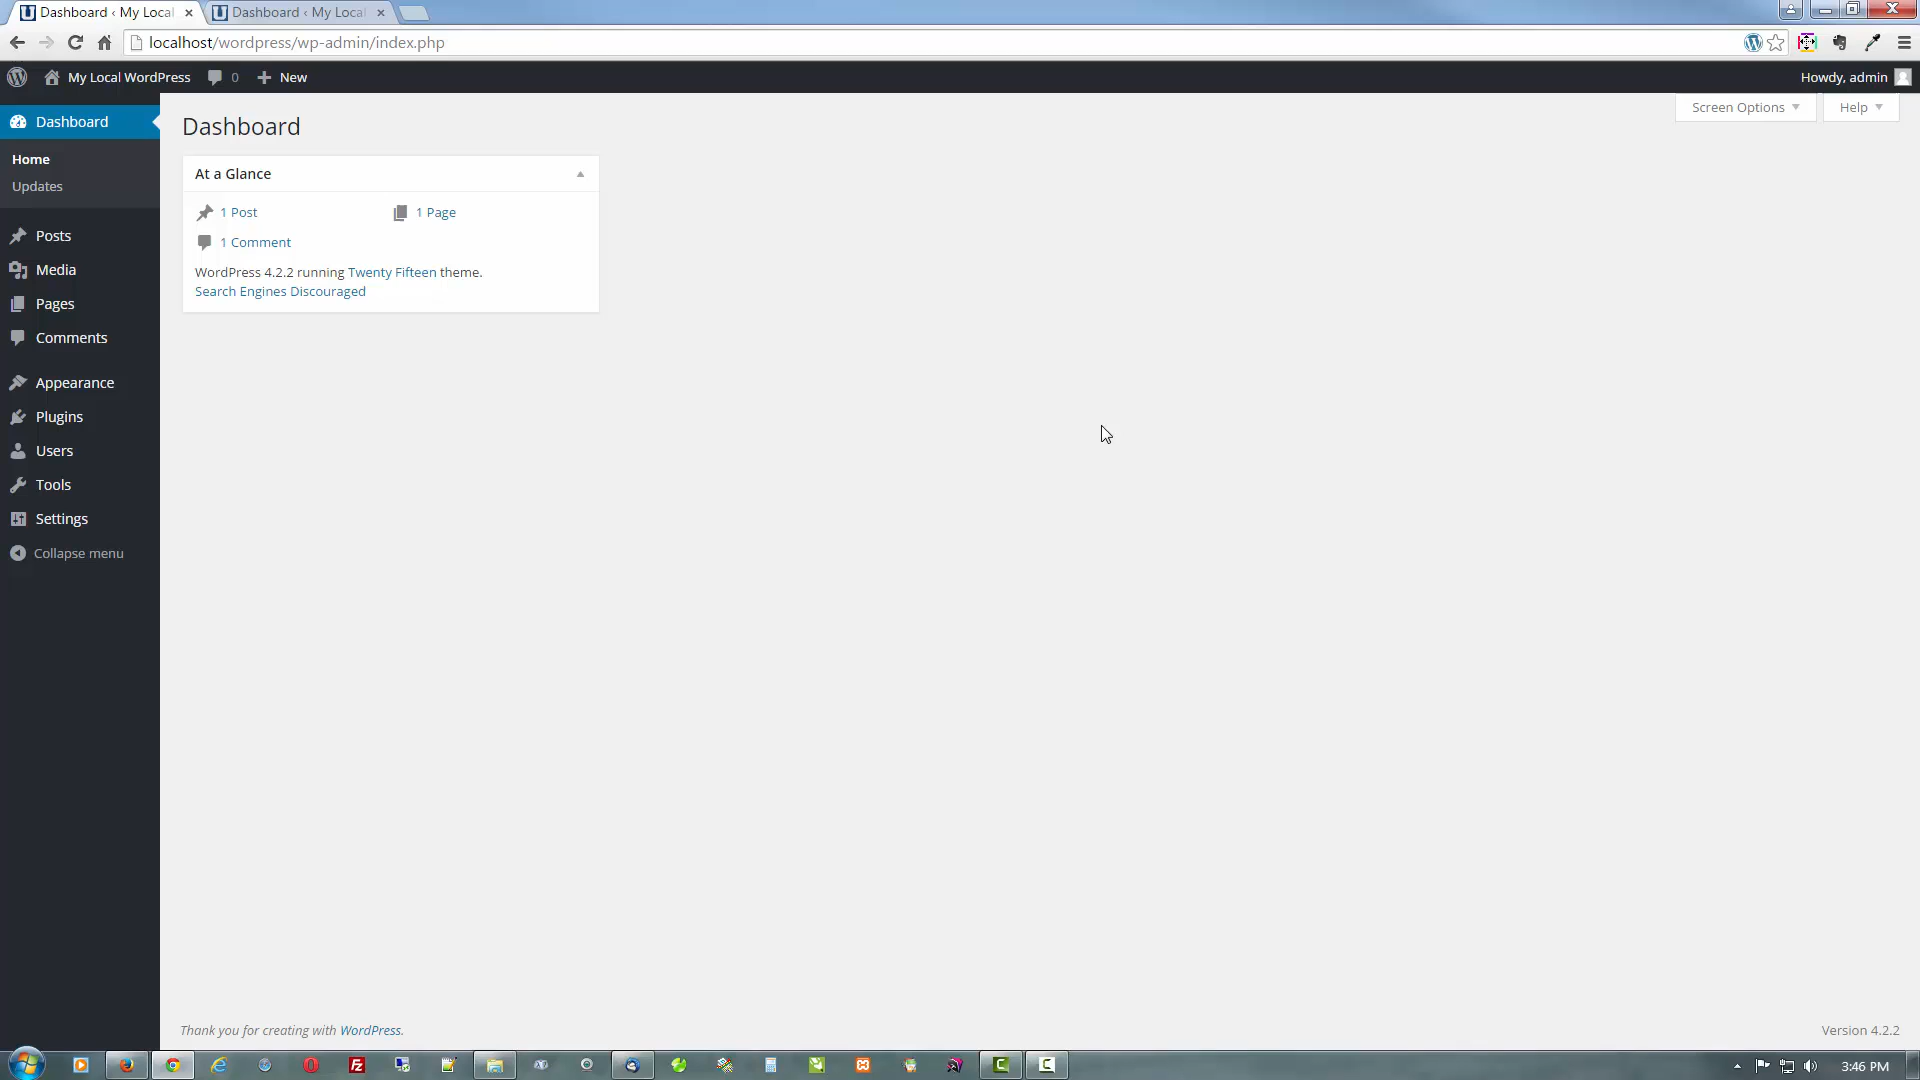 Dashboard ‹ My Local
Dashboard ‹ My Local
localhost/wordpress/wp-admin/index.php
My Local WordPress 0 New
Howdy, admin
Screen Options
Help
Dashboard
Home
Updates
Posts
Media
Pages
Comments
Appearance
Plugins
Users
Tools
Settings
Collapse menu
Dashboard
At a Glance
1 Post
1 Page
1 Comment
WordPress 4.2.2 running Twenty Fifteen theme.
Search Engines Discouraged
Thank you for creating with WordPress.
Version 4.2.2
3:46 PM